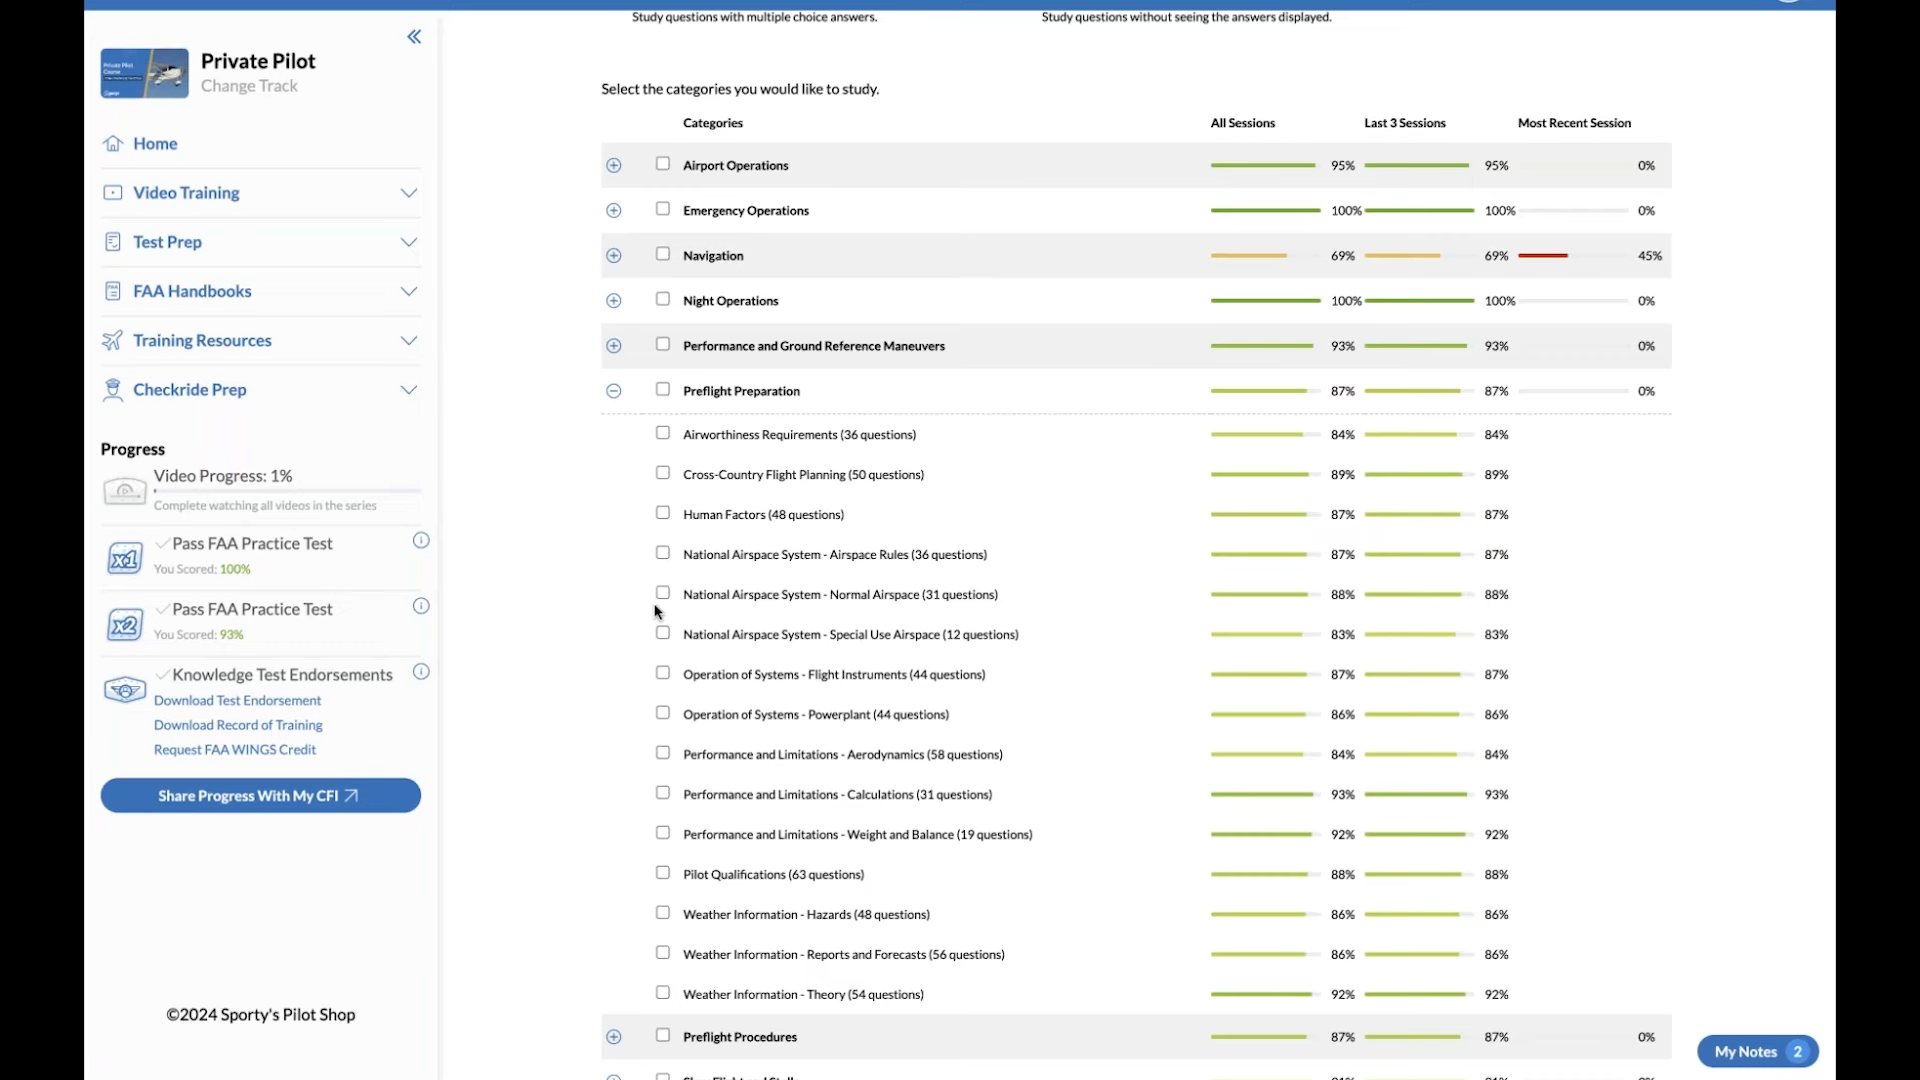 Study questions with multiple choice answers. Study questions without seeing the answers displayed.
Private Pilot
Change Track
Home
Video Training
Test Prep
FAA Handbooks
Training Resources
Checkride Prep
Progress
Video Progress: 1%
Complete watching all videos in the series
x1
Pass FAA Practice Test
You Scored: 100%
x2
Pass FAA Practice Test
You Scored: 93%
Knowledge Test Endorsements
Download Test Endorsement
Download Record of Training
Request FAA WINGS Credit
Share Progress With My CFI
©2024 Sporty's Pilot Shop
Select the categories you would like to study.
Categories All Sessions Last 3 Sessions Most Recent Session
Airport Operations 95% 95% 0%
Emergency Operations 100% 100% 0%
Navigation 69% 69% 45%
Night Operations 100% 100% 0%
Performance and Ground Reference Maneuvers 93% 93% 0%
Preflight Preparation 87% 87% 0%
Airworthiness Requirements (36 questions) 84% 84%
Cross-Country Flight Planning (50 questions) 89% 89%
Human Factors (48 questions) 87% 87%
National Airspace System - Airspace Rules (36 questions) 87% 87%
National Airspace System - Normal Airspace (31 questions) 88% 88%
National Airspace System - Special Use Airspace (12 questions) 83% 83%
Operation of Systems - Flight Instruments (44 questions) 87% 87%
Operation of Systems - Powerplant (44 questions) 86% 86%
Performance and Limitations - Aerodynamics (58 questions) 84% 84%
Performance and Limitations - Calculations (31 questions) 93% 93%
Performance and Limitations - Weight and Balance (19 questions) 92% 92%
Pilot Qualifications (63 questions) 88% 88%
Weather Information - Hazards (48 questions) 86% 86%
Weather Information - Reports and Forecasts (56 questions) 86% 86%
Weather Information - Theory (54 questions) 92% 92%
Preflight Procedures 87% 87% 0%
My Notes 2